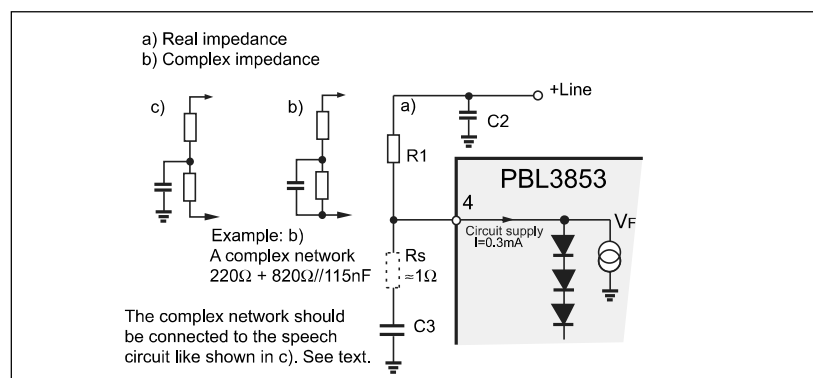 a) Real impedance
b) Complex impedance
c)
b)
a)
+Line
C2
R1
PBL3853
4
Circuit supply
I=0.3mA
VF
Example: b)
A complex network
220Ω + 820Ω//115nF
Rs
≈1Ω
C3
The complex network should
be connected to the speech
circuit like shown in c). See text.